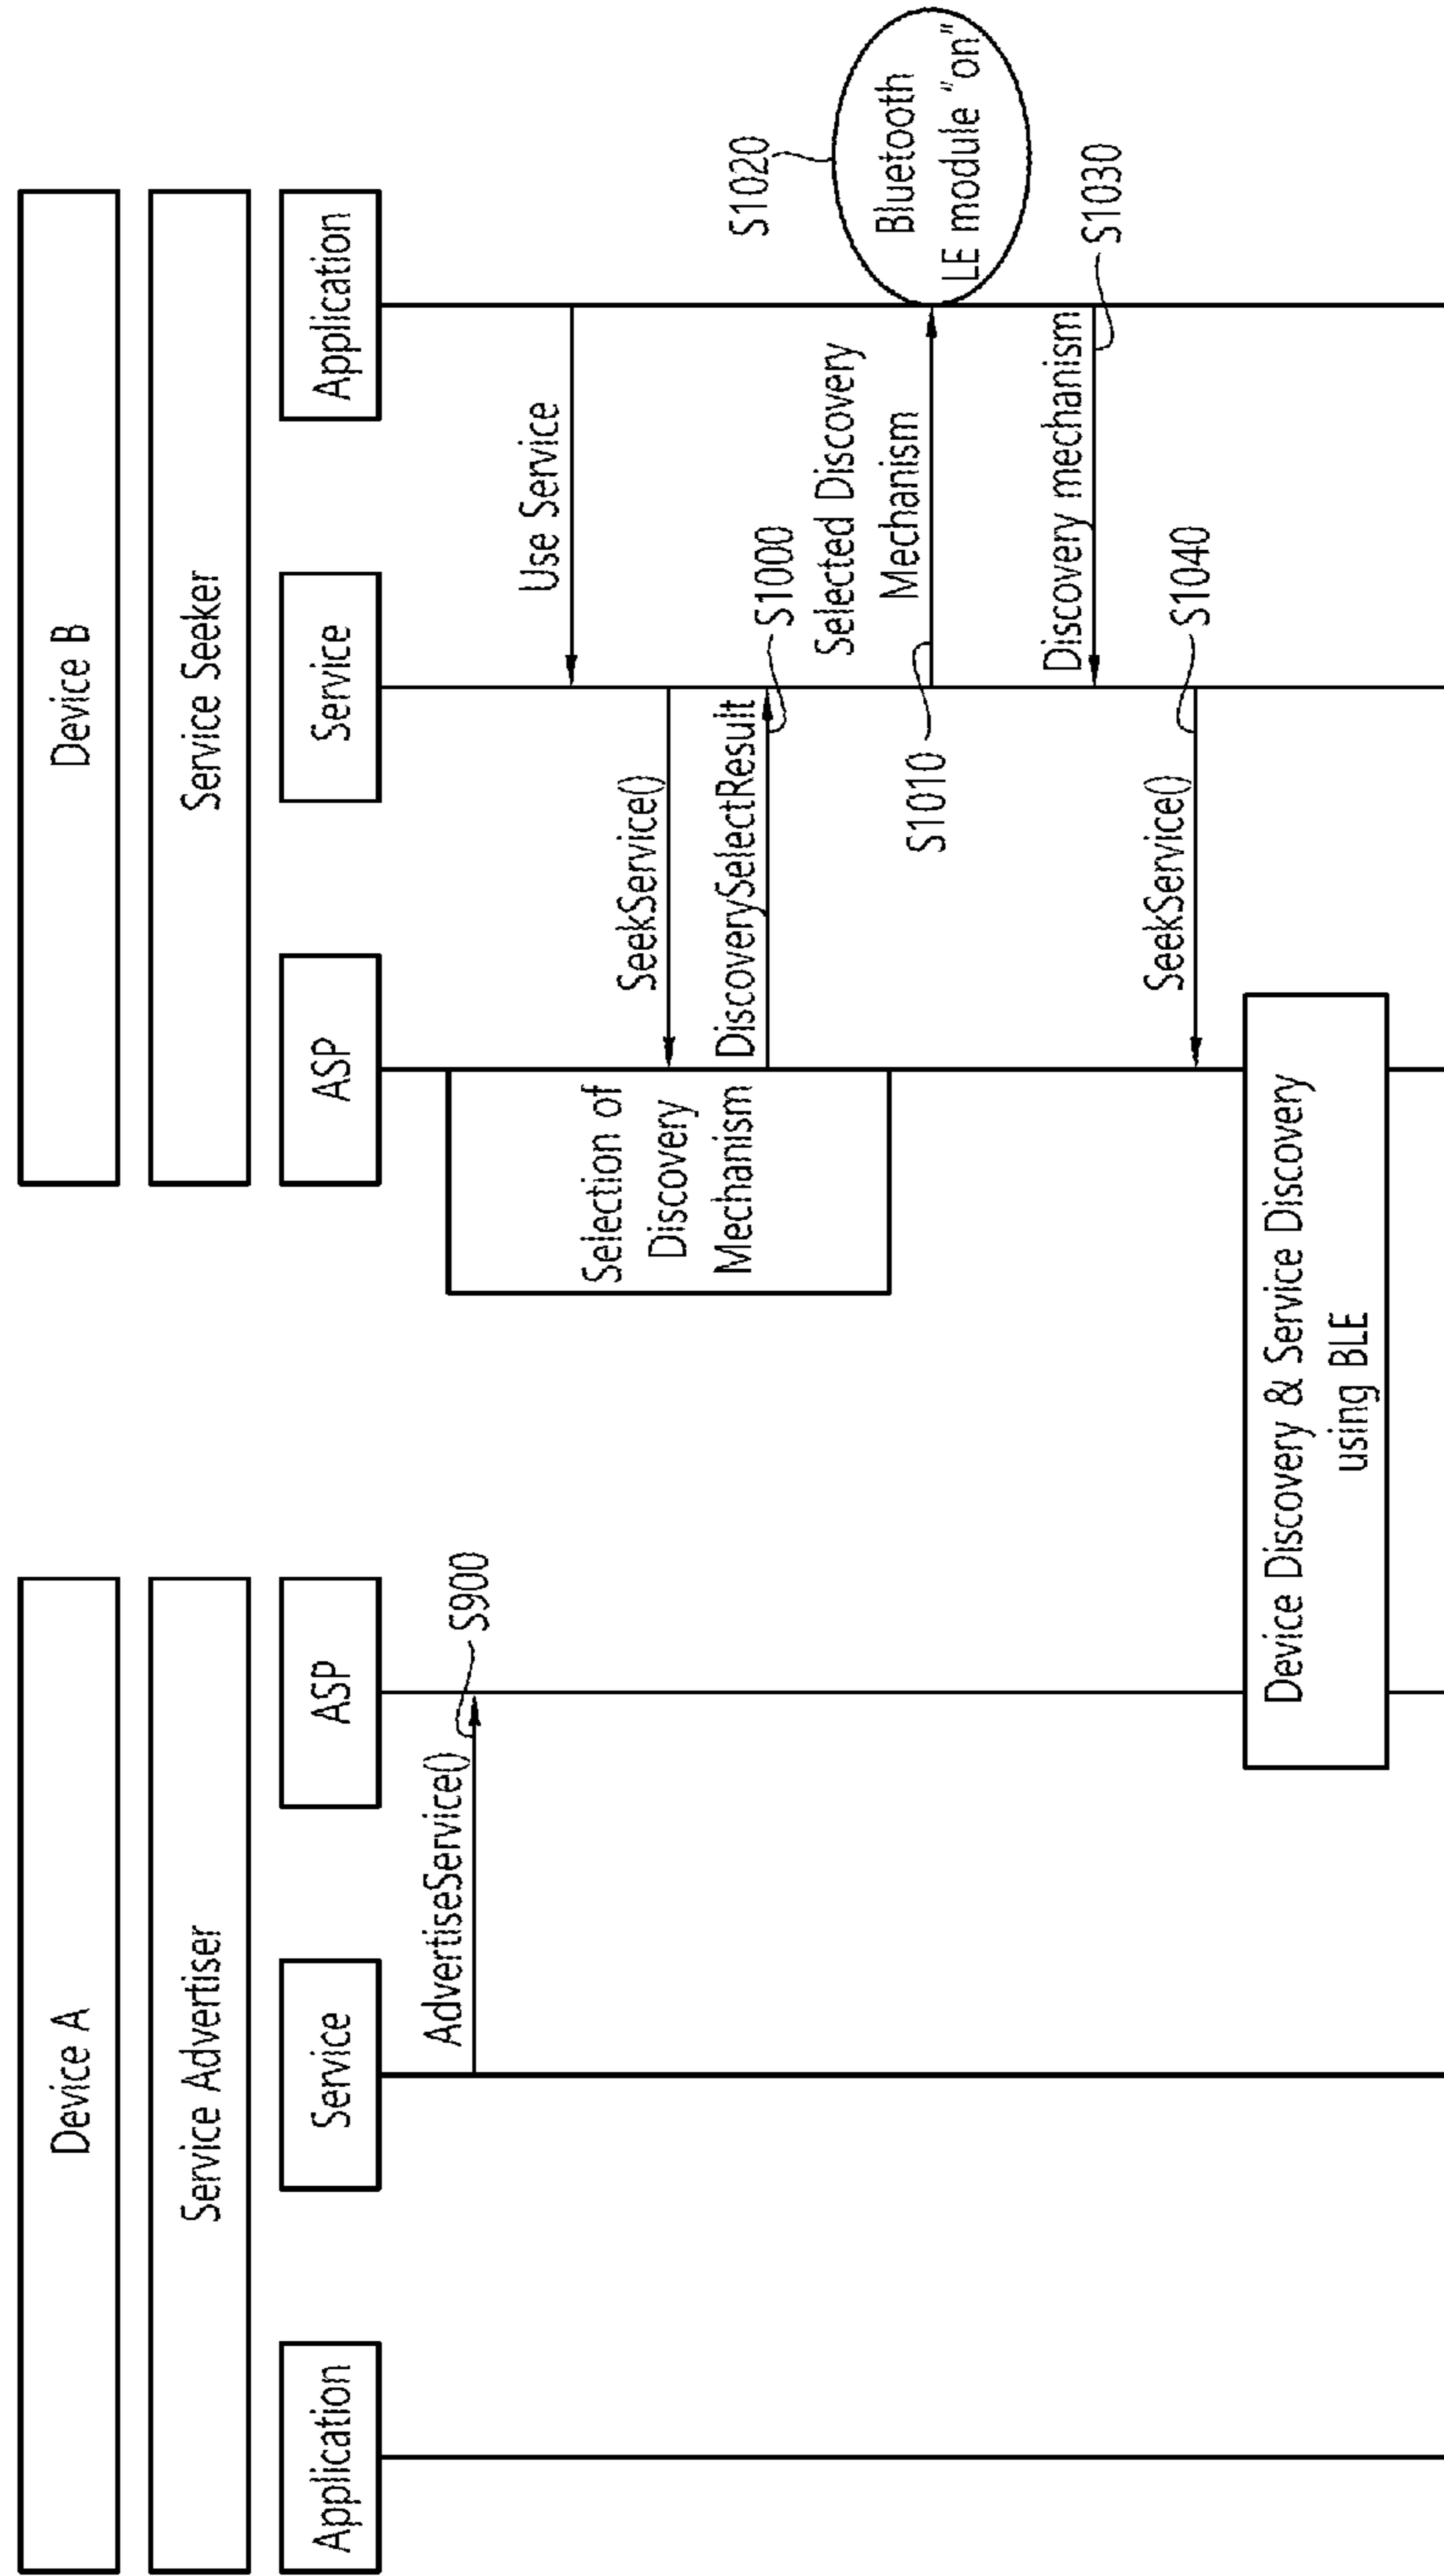 Device A
Device B
Service Advertiser
Service Seeker
Application
Service
ASP
ASP
Service
Application
AdvertiseService()
S900
Use Service
SeekService()
Selection of
Discovery
Mechanism
DiscoverySelectResult
S1000
Selected Discovery
Mechanism
S1010
S1020
Bluetooth
LE module "on"
Discovery mechanism
S1030
SeekService()
S1040
Device Discovery & Service Discovery
using BLE